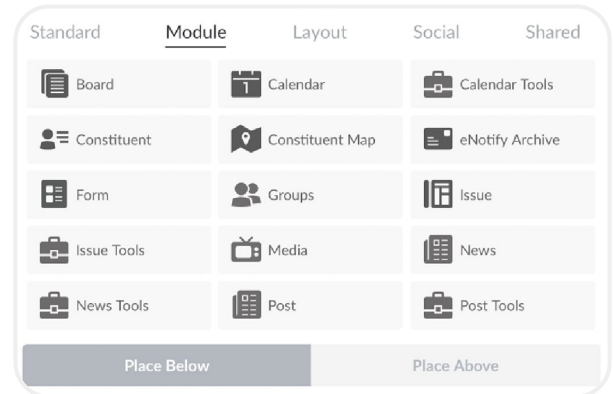 Standard Module Layout Social Shared
Board Calendar Calendar Tools
1
Constituent Constituent Map eNotify Archive
Form Groups Issue
Issue Tools Media News
News Tools Post Post Tools
Place Below Place Above